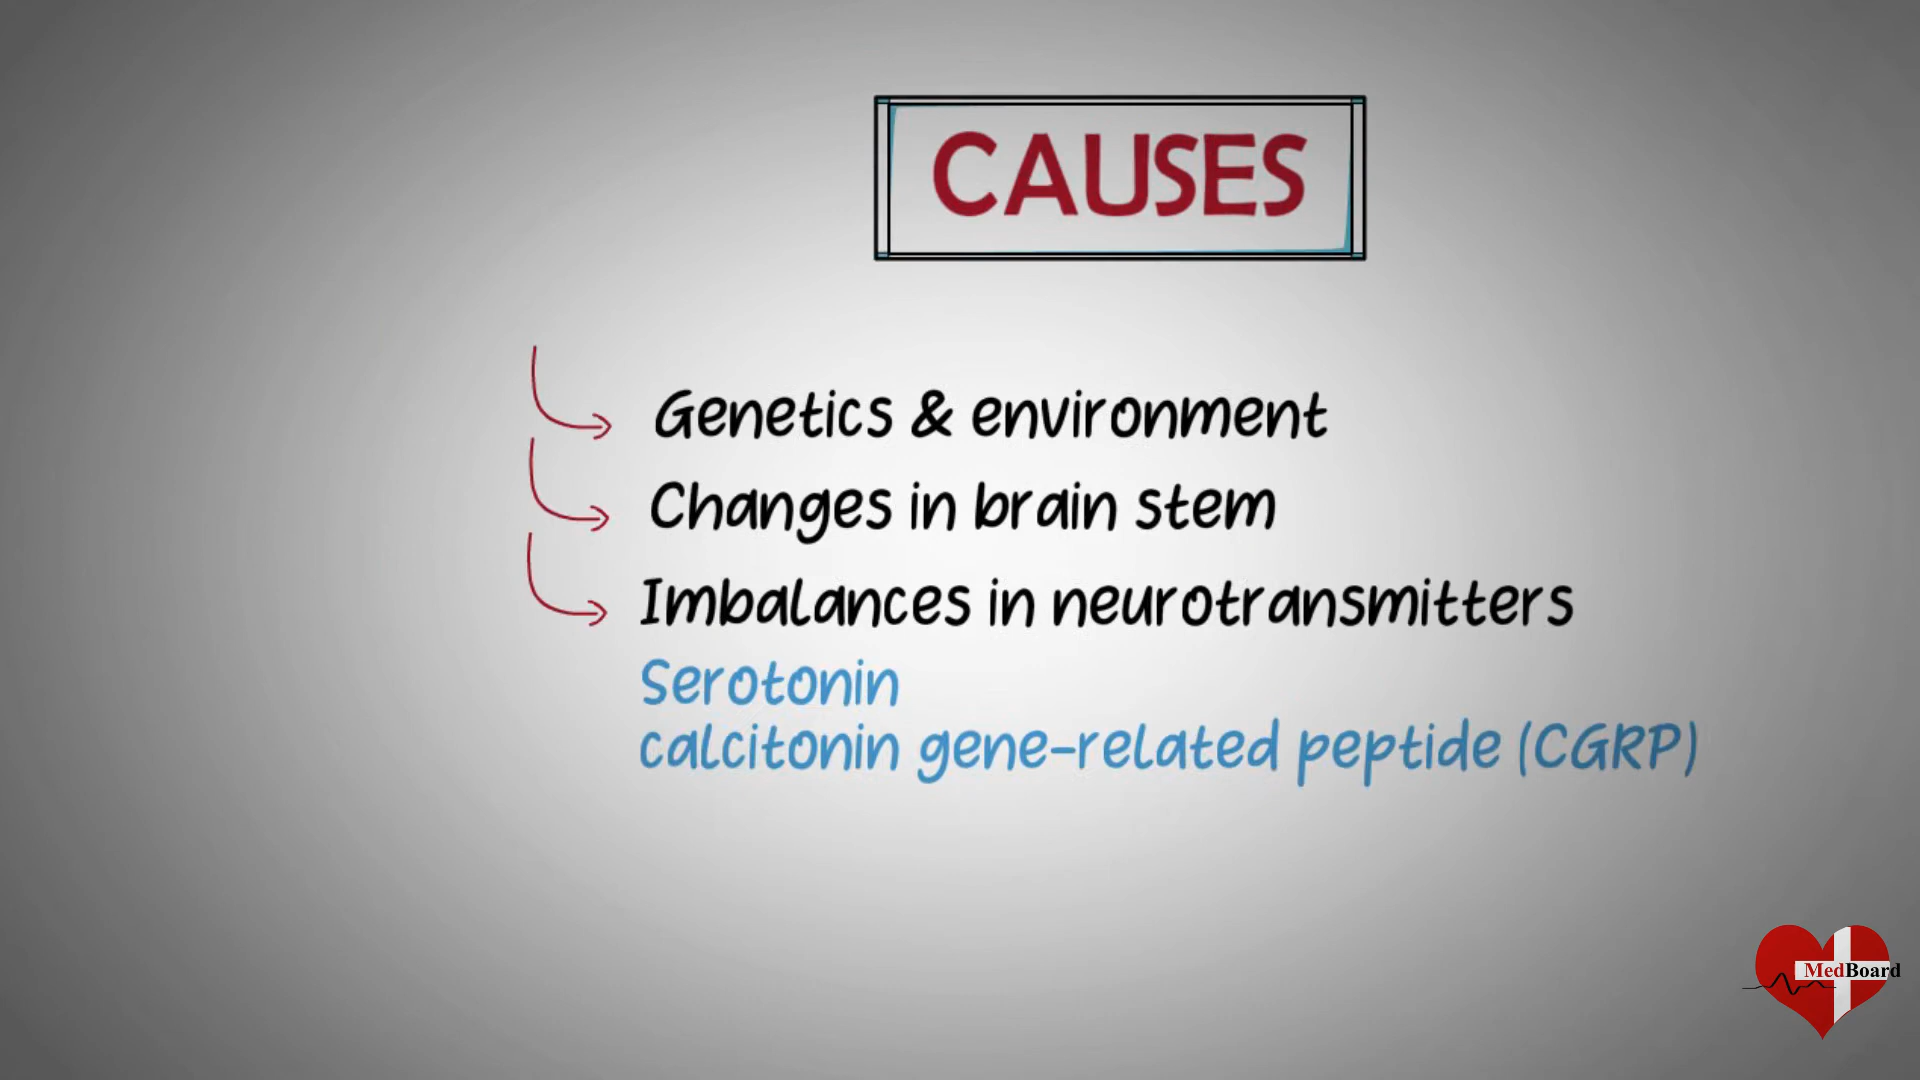 CAUSES
Genetics & environment
Changes in brain stem
Imbalances in neurotransmitters
Serotonin
calcitonin gene-related peptide (CGRP)
MedBoard